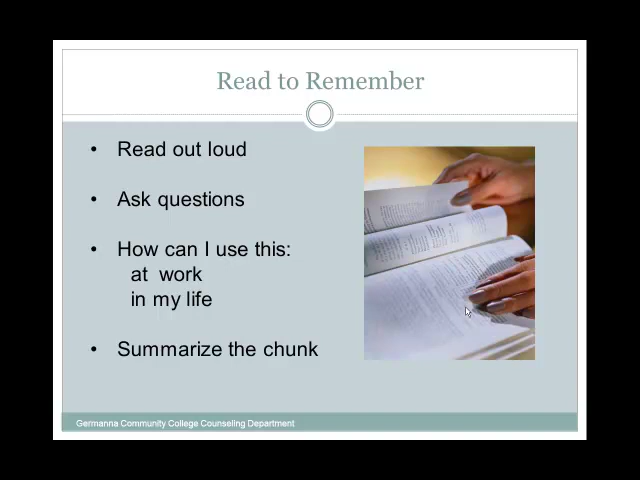 Read to Remember
• Read out loud
• Ask questions
• How can I use this:
at work
in my life
• Summarize the chunk
Germanna Community College Counseling Department